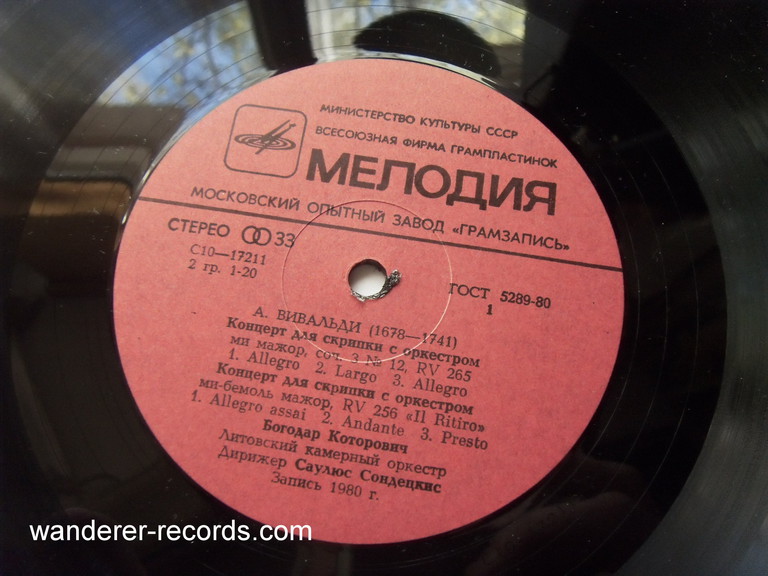 МИНИСТЕРСТВО КУЛЬТУРЫ СССР
ВСЕСОЮЗНАЯ ФИРМА ГРАМПЛАСТИНОК
МЕЛОДИЯ
МОСКОВСКИЙ ОПЫТНЫЙ ЗАВОД «ГРАМЗАПИСЬ»
СТЕРЕО 33
С10—17211
2 гр. 1-20
ГОСТ 5289-80
1
А. ВИВАЛЬДИ (1678—1741)
Концерт для скрипки с оркестром
ми мажор, соч. 3 № 12, RV 265
1. Allegro 2. Largo 3. Allegro
Концерт для скрипки с оркестром
ми-бемоль мажор, RV 256 «Il Ritiro»
1. Allegro assai 2. Andante 3. Presto
Богодар Которович
Литовский камерный оркестр
Дирижер Саулюс Сондецкис
Запись 1980 г.
wanderer-records.com